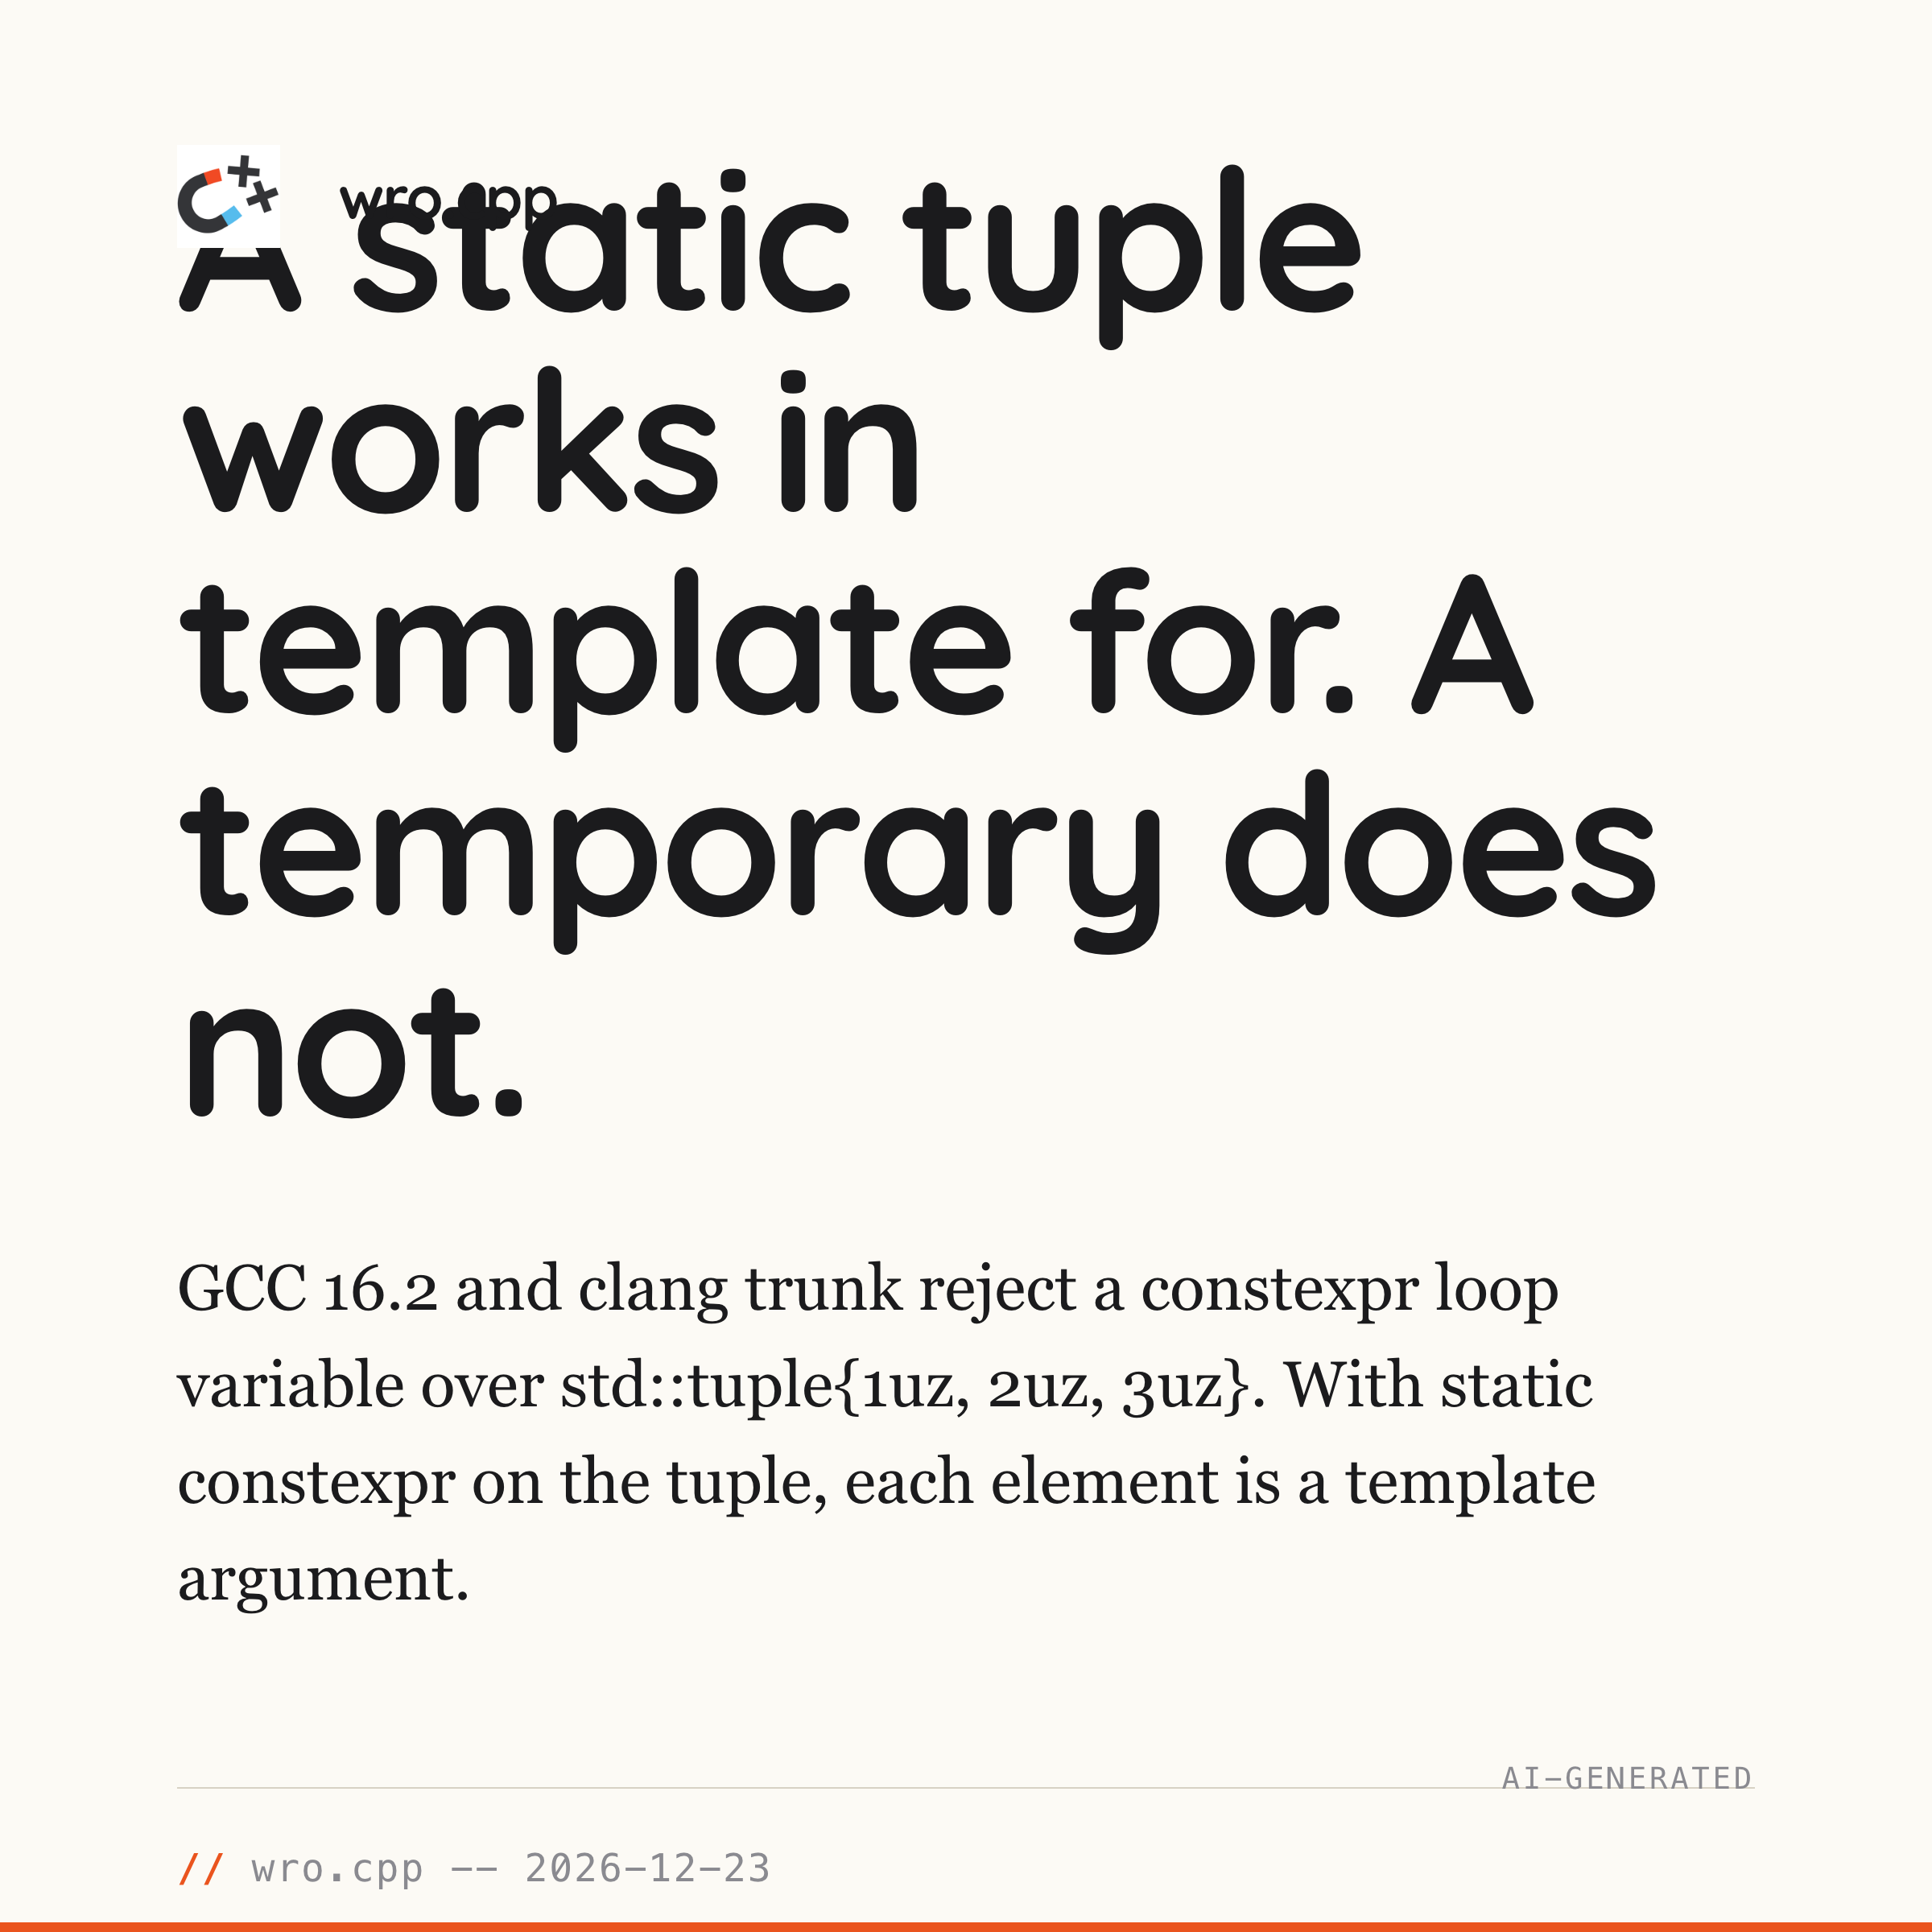 wro.cpp
A static tuple
works in
template for. A
temporary does
not.
GCC 16.2 and clang trunk reject a constexpr loop
variable over std::tuple{1uz, 2uz, 3uz}. With static
constexpr on the tuple, each element is a template
argument.
AI-GENERATED
// wro.cpp -- 2026-12-23